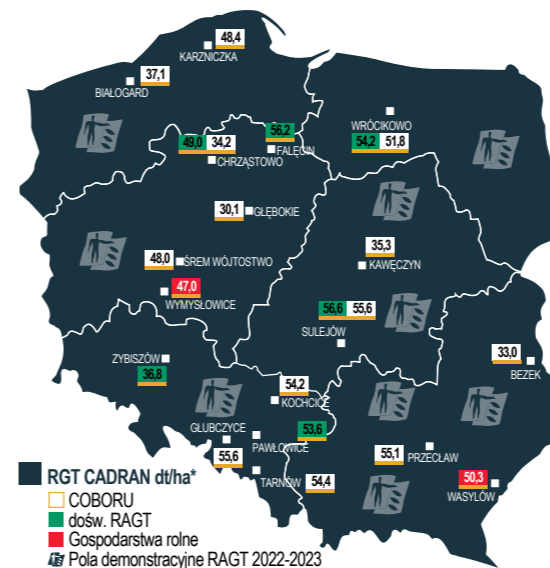 48,4
KARZNICZKA
37,1
BIAŁOGARD
56,2
49,0 34,2
FALĘCIN
CHRZĄSTOWO
WRÓCIKOWO
54,2 51,8
30,1
GŁĘBOKIE
48,0
ŚREM WÓJTOSTWO
47,0
WYMYSŁOWICE
35,3
KAWĘCZYN
56,6 55,6
SULEJÓW
33,0
BEZEK
ZYBISZÓW
36,8
54,2
KOCHCICE
GŁUBCZYCE
53,6
PAWŁOWICE
55,6
TARNÓW
54,4
55,1
PRZECŁAW
50,3
WASYLÓW
RGT CADRAN dt/ha*
COBORU
dośw. RAGT
Gospodarstwa rolne
Pola demonstracyjne RAGT 2022-2023